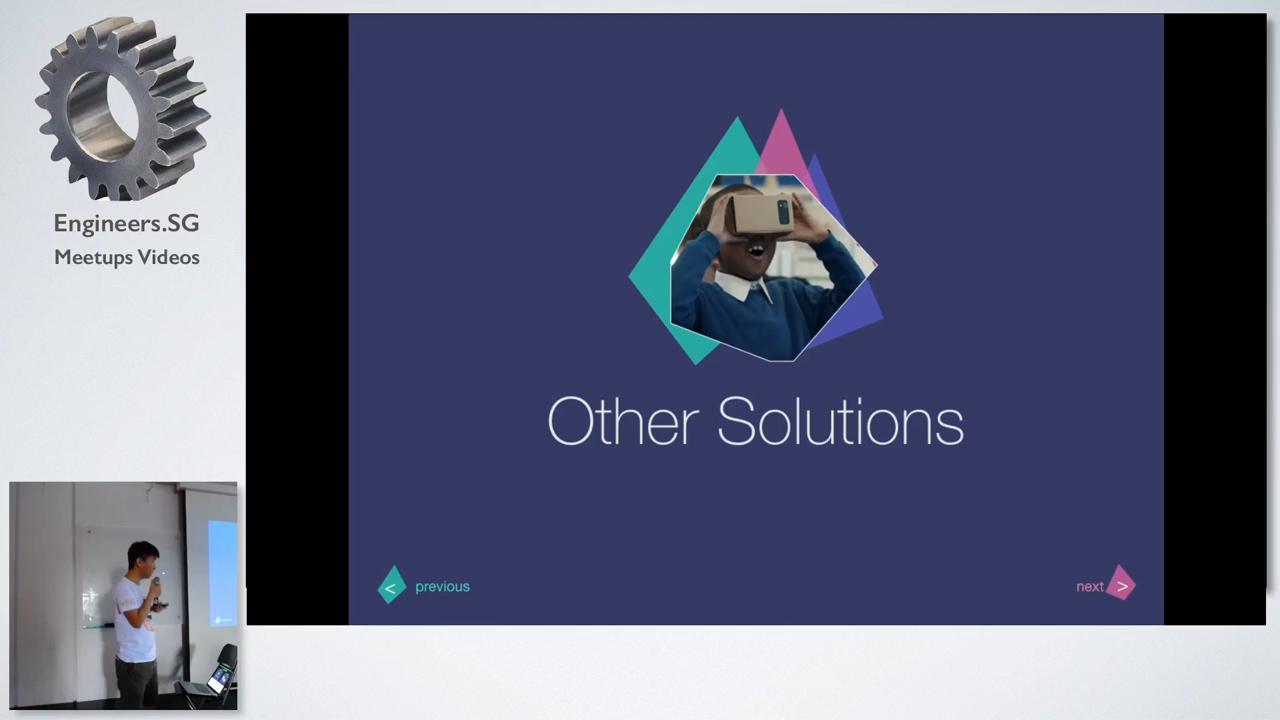 Engineers.SG
Meetups Videos
Other Solutions
< previous
next >